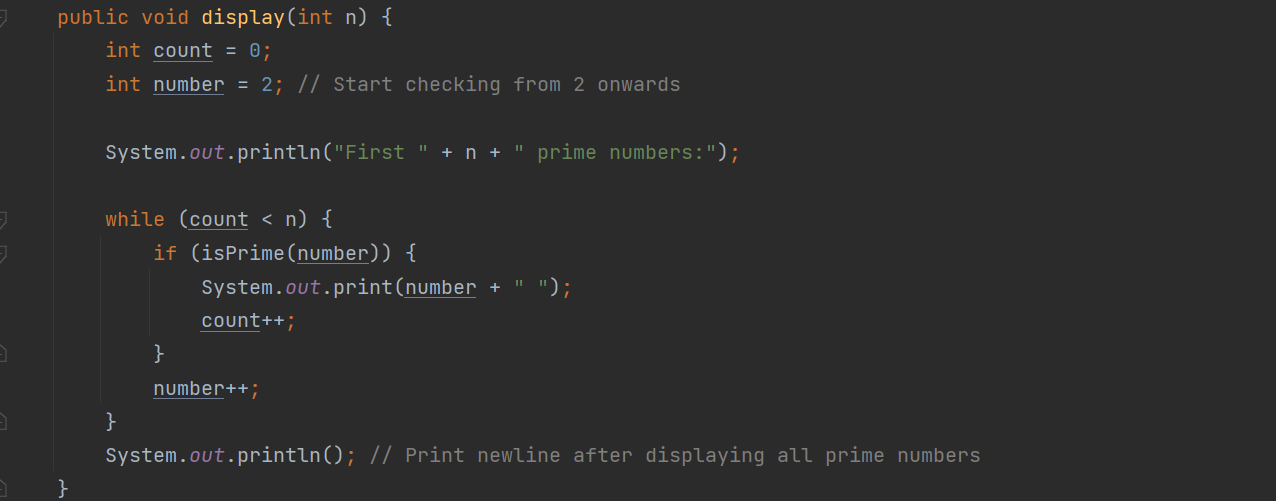 public void display(int n) {
int count = 0;
int number = 2; // Start checking from 2 onwards
System.out.println("First " + n + " prime numbers:");
while (count < n) {
if (isPrime(number)) {
System.out.print(number + " ");
count++;
}
number++;
}
System.out.println(); // Print newline after displaying all prime numbers
}